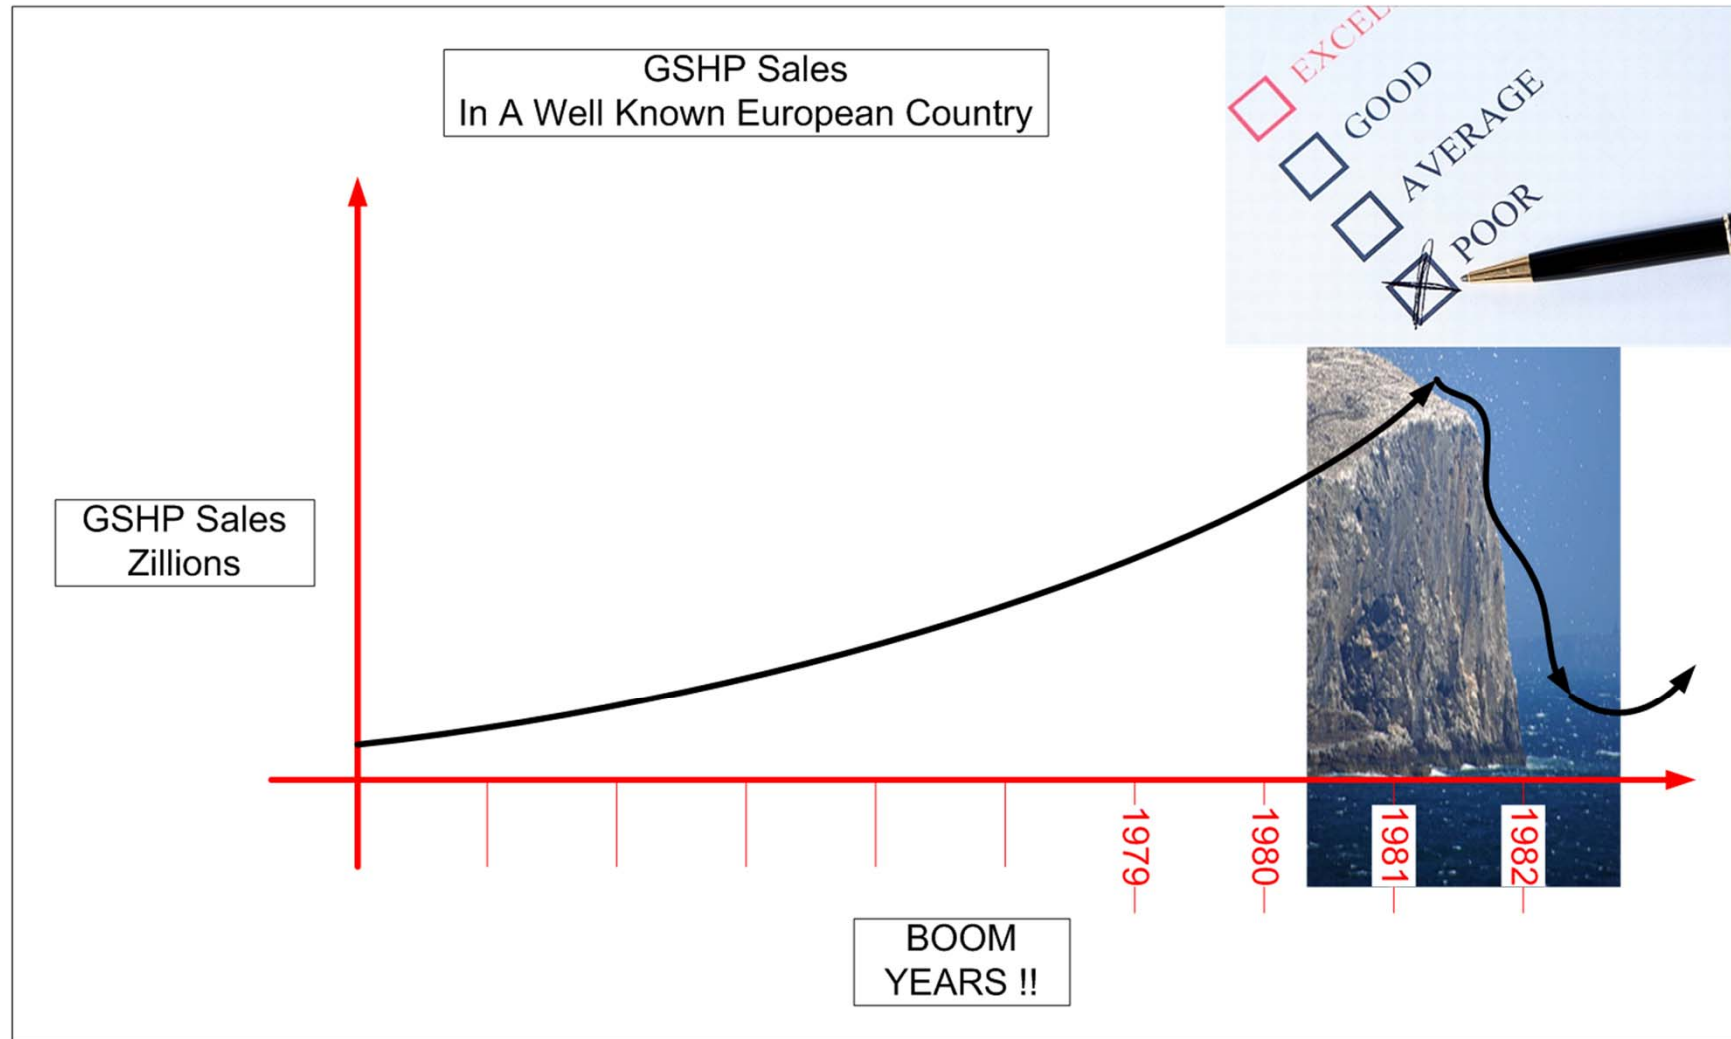 GSHP Sales
In A Well Known European Country
EXCEL
GOOD
AVERAGE
POOR
GSHP Sales
Zillions
1979
1980
1981
1982
BOOM
YEARS !!